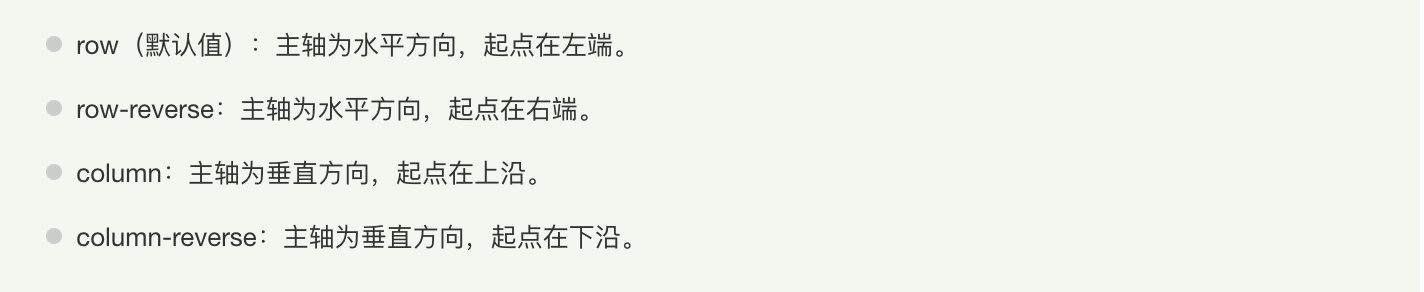 row（默认值）：主轴为水平方向，起点在左端。
row-reverse：主轴为水平方向，起点在右端。
column：主轴为垂直方向，起点在上沿。
column-reverse：主轴为垂直方向，起点在下沿。